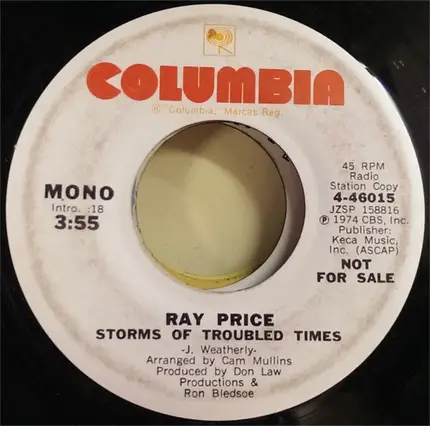 COLUMBIA
® Columbia, Marcas Reg.
MONO
Intro. :18
3:55
45 RPM
Radio
Station Copy
4-46015
JZSP 158816
℗ 1974 CBS, Inc.
Publisher:
Keca Music,
Inc. (ASCAP)
NOT
FOR SALE
RAY PRICE
STORMS OF TROUBLED TIMES
-J. Weatherly-
Arranged by Cam Mullins
Produced by Don Law
Productions &
Ron Bledsoe